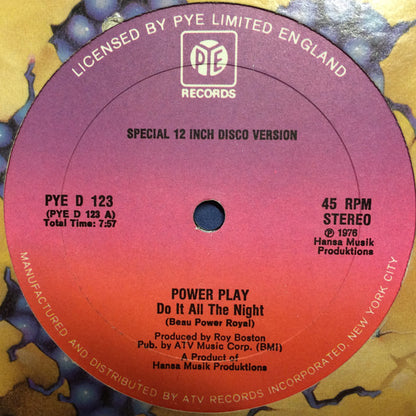 LICENSED BY PYE LIMITED ENGLAND
PYE
RECORDS
SPECIAL 12 INCH DISCO VERSION
PYE D 123
(PYE D 123 A)
Total Time: 7:57
45 RPM
STEREO
℗ 1976
Hansa Musik
Produktions
POWER PLAY
Do It All The Night
(Beau Power Royal)
Produced by Roy Boston
Pub. by ATV Music Corp. (BMI)
A Product of
Hansa Musik Produktions
MANUFACTURED AND DISTRIBUTED BY ATV RECORDS INCORPORATED, NEW YORK CITY